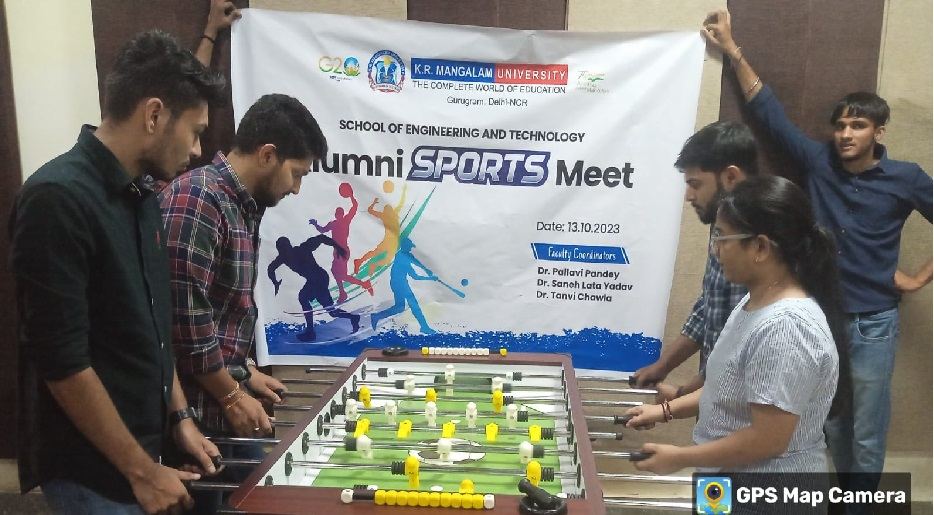 G20
K.R. MANGALAM UNIVERSITY
THE COMPLETE WORLD OF EDUCATION
Gurugram, Delhi-NCR
SCHOOL OF ENGINEERING AND TECHNOLOGY
lumni SPORTS Meet
Date: 13.10.2023
Faculty Coordinators
Dr. Pallavi Pandey
Dr. Saneh Lata Yadav
Dr. Tanvi Chawla
GPS Map Camera